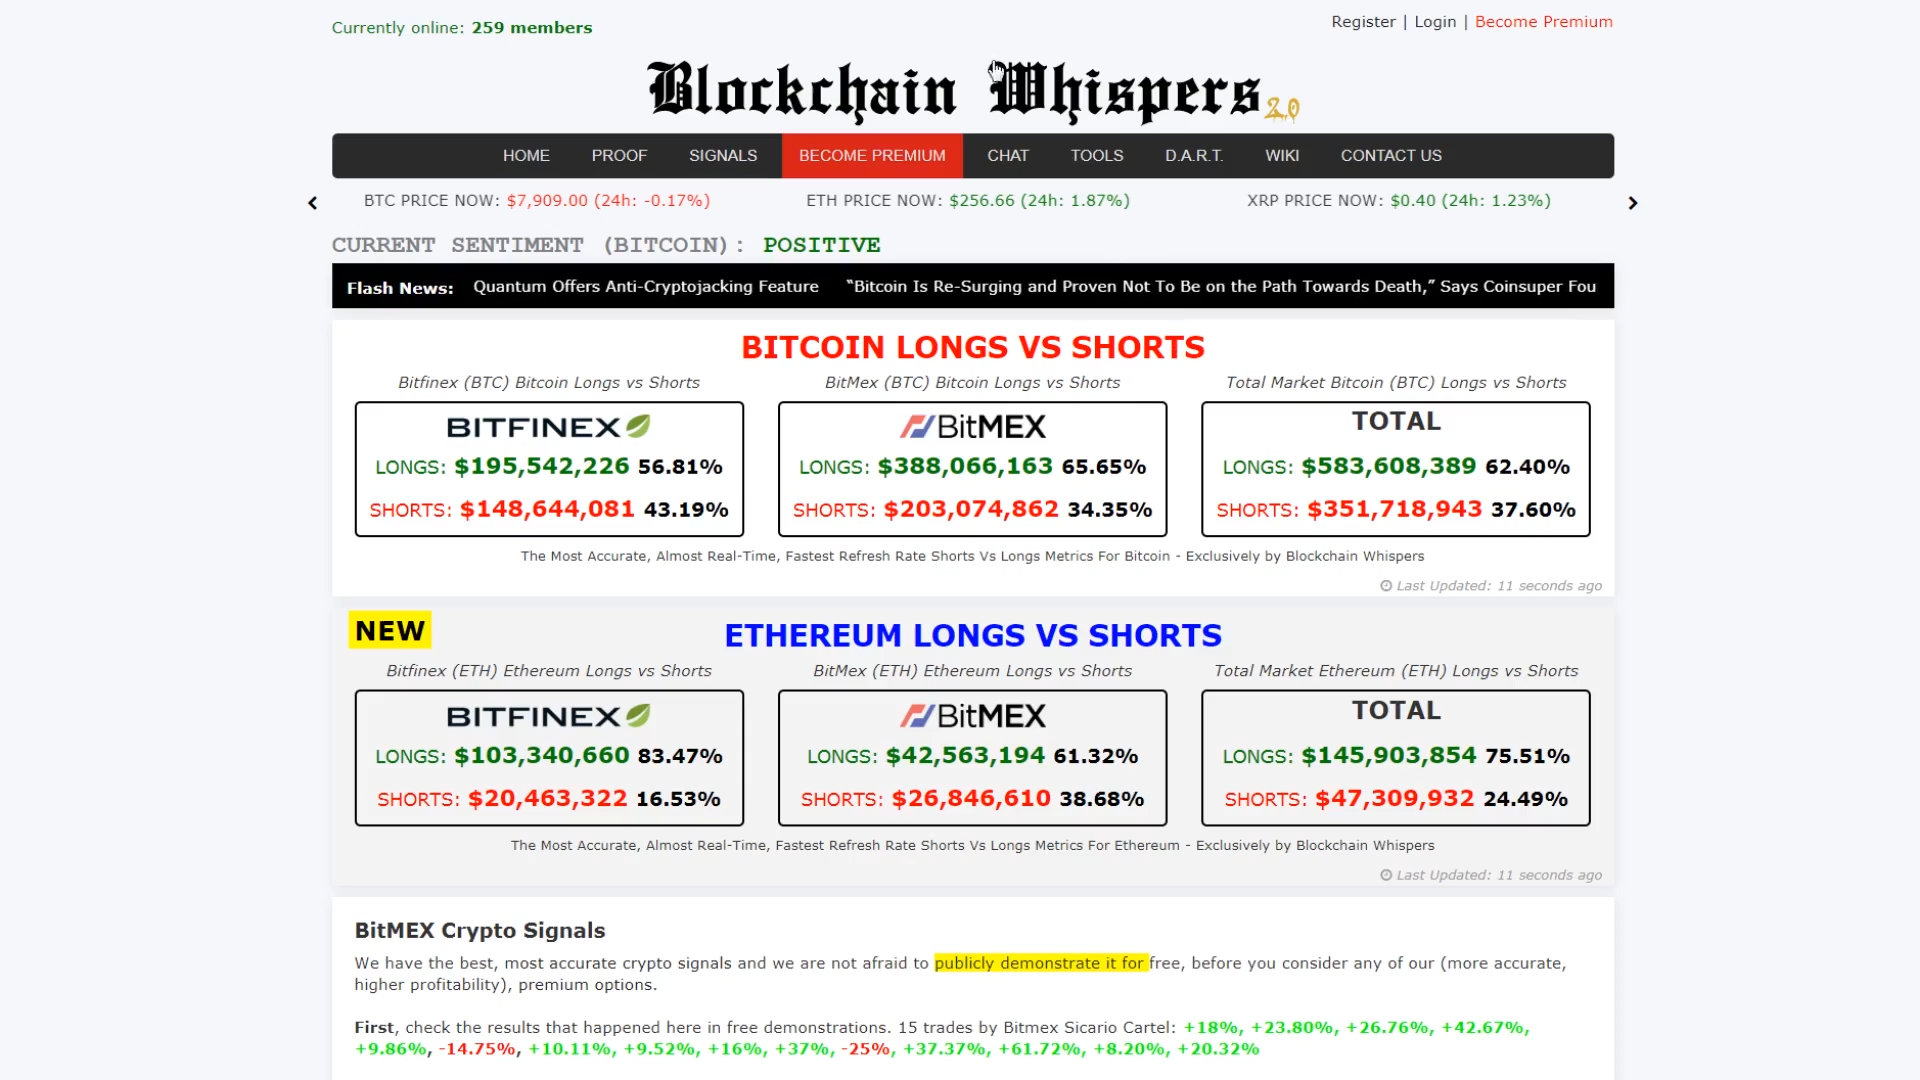 Currently online: 259 members
Register | Login | Become Premium
Blockchain Whispers 2.0
HOME PROOF SIGNALS BECOME PREMIUM CHAT TOOLS D.A.R.T. WIKI CONTACT US
BTC PRICE NOW: $7,909.00 (24h: -0.17%) ETH PRICE NOW: $256.66 (24h: 1.87%) XRP PRICE NOW: $0.40 (24h: 1.23%)
CURRENT SENTIMENT (BITCOIN): POSITIVE
Flash News: Quantum Offers Anti-Cryptojacking Feature “Bitcoin Is Re-Surging and Proven Not To Be on the Path Towards Death,” Says Coinsuper Fou
BITCOIN LONGS VS SHORTS
Bitfinex (BTC) Bitcoin Longs vs Shorts
BITFINEX
LONGS: $195,542,226 56.81%
SHORTS: $148,644,081 43.19%
BitMex (BTC) Bitcoin Longs vs Shorts
BitMEX
LONGS: $388,066,163 65.65%
SHORTS: $203,074,862 34.35%
Total Market Bitcoin (BTC) Longs vs Shorts
TOTAL
LONGS: $583,608,389 62.40%
SHORTS: $351,718,943 37.60%
The Most Accurate, Almost Real-Time, Fastest Refresh Rate Shorts Vs Longs Metrics For Bitcoin - Exclusively by Blockchain Whispers
Last Updated: 11 seconds ago
NEW
ETHEREUM LONGS VS SHORTS
Bitfinex (ETH) Ethereum Longs vs Shorts
BITFINEX
LONGS: $103,340,660 83.47%
SHORTS: $20,463,322 16.53%
BitMex (ETH) Ethereum Longs vs Shorts
BitMEX
LONGS: $42,563,194 61.32%
SHORTS: $26,846,610 38.68%
Total Market Ethereum (ETH) Longs vs Shorts
TOTAL
LONGS: $145,903,854 75.51%
SHORTS: $47,309,932 24.49%
The Most Accurate, Almost Real-Time, Fastest Refresh Rate Shorts Vs Longs Metrics For Ethereum - Exclusively by Blockchain Whispers
Last Updated: 11 seconds ago
BitMEX Crypto Signals
We have the best, most accurate crypto signals and we are not afraid to publicly demonstrate it for free, before you consider any of our (more accurate,
higher profitability), premium options.
First, check the results that happened here in free demonstrations. 15 trades by Bitmex Sicario Cartel: +18%, +23.80%, +26.76%, +42.67%,
+9.86%, -14.75%, +10.11%, +9.52%, +16%, +37%, -25%, +37.37%, +61.72%, +8.20%, +20.32%